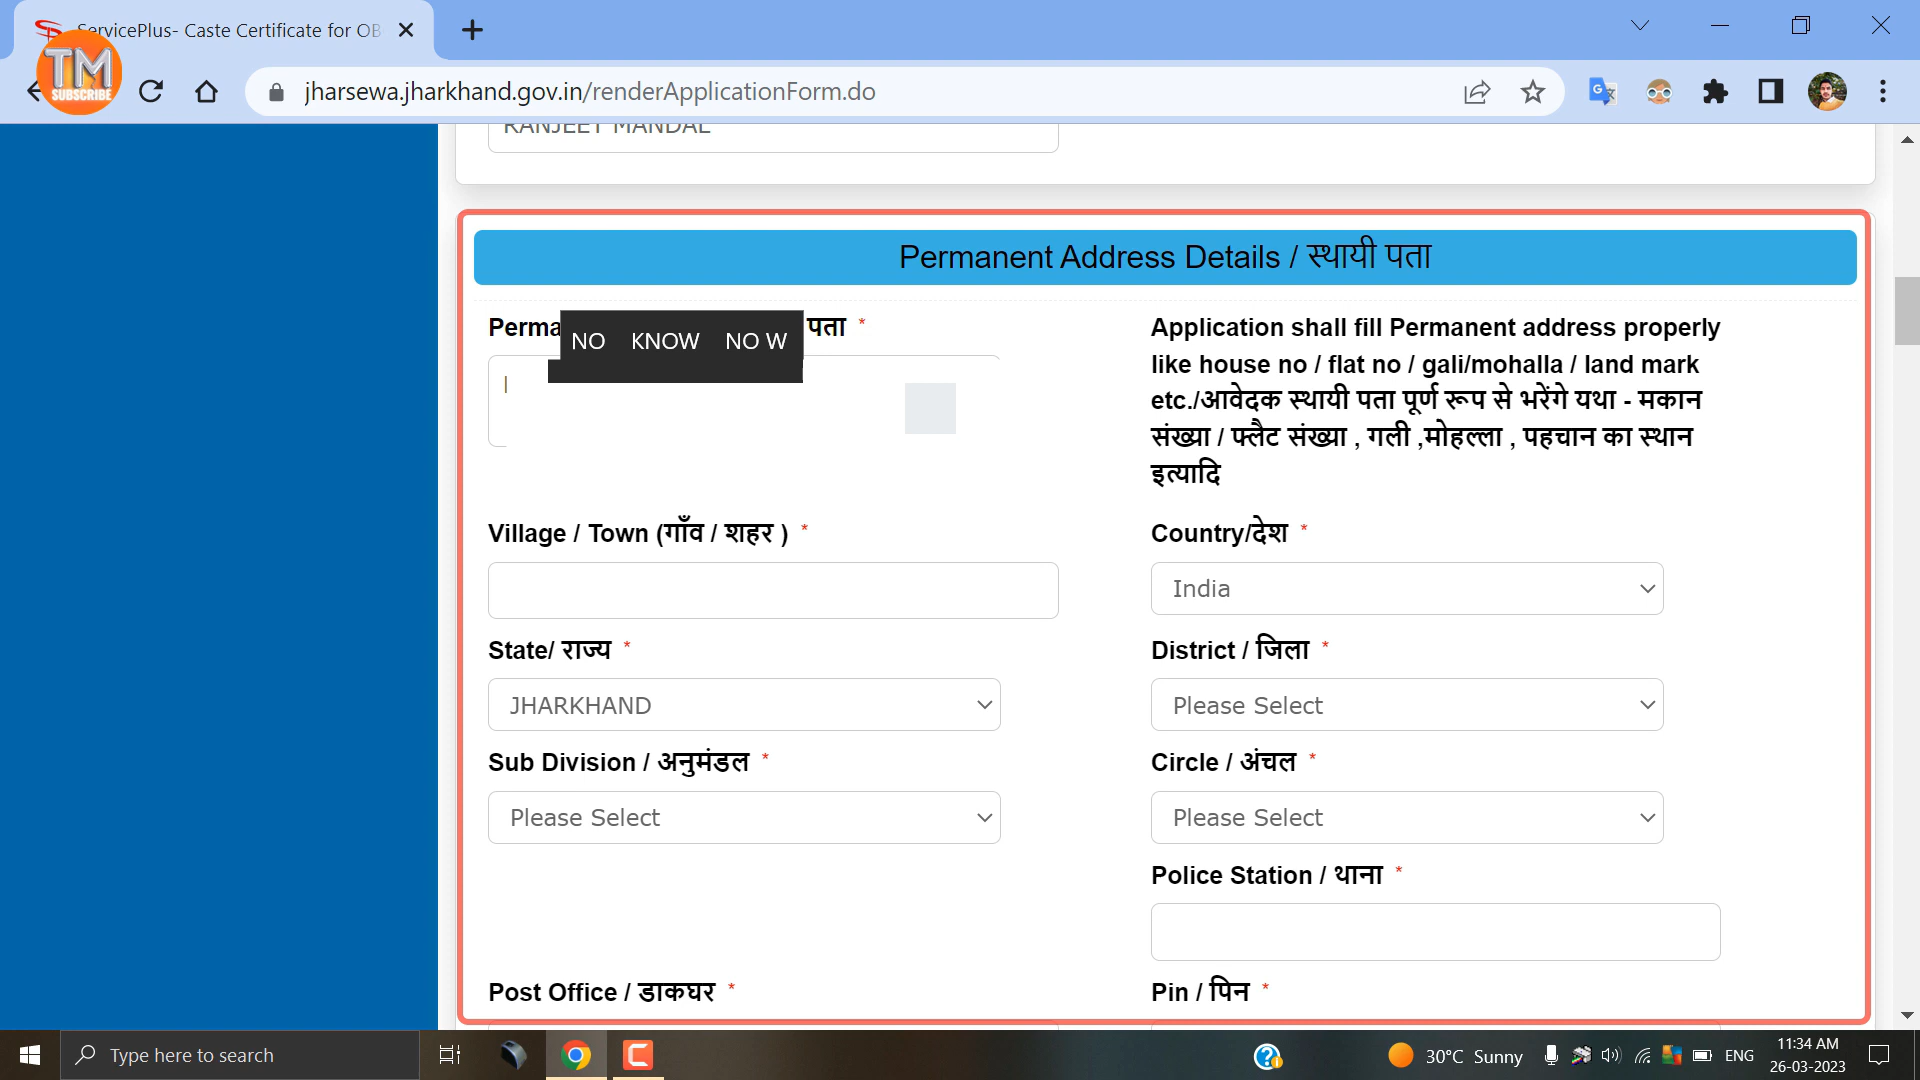 ServicePlus- Caste Certificate for OB
TM
SUBSCRIBE
jharsewa.jharkhand.gov.in/renderApplicationForm.do
RANJEET MANDAL
Permanent Address Details / स्थायी पता
पता *
NO KNOW NO W
Application shall fill Permanent address properly
like house no / flat no / gali/mohalla / land mark
etc./आवेदक स्थायी पता पूर्ण रूप से भरेंगे यथा - मकान
संख्या / फ्लैट संख्या , गली ,मोहल्ला , पहचान का स्थान
इत्यादि
Village / Town (गाँव / शहर ) *
Country/देश *
India
State/ राज्य *
District / जिला *
JHARKHAND
Please Select
Sub Division / अनुमंडल *
Circle / अंचल *
Please Select
Please Select
Police Station / थाना *
Post Office / डाकघर *
Pin / पिन *
Type here to search
30°C Sunny
ENG
11:34 AM
26-03-2023